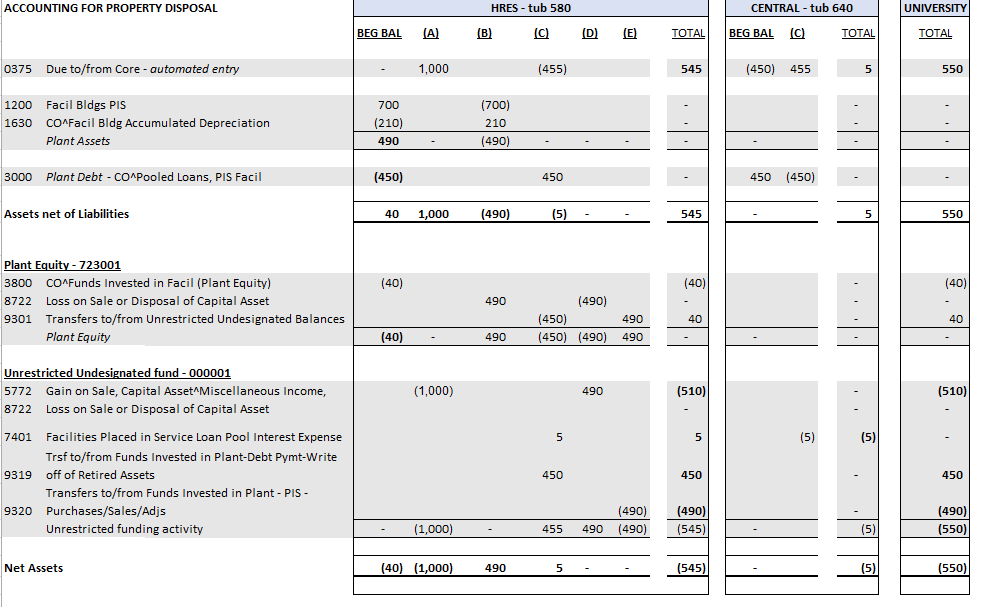 ACCOUNTING FOR PROPERTY DISPOSAL HRES - tub 580 CENTRAL - tub 640 UNIVERSITY
BEG BAL (A) (B) (C) (D) (E) TOTAL BEG BAL (C) TOTAL TOTAL
0375 Due to/from Core - automated entry - 1,000 (455) 545 (450) 455 5 550
1200 Facil Bldgs PIS 700 (700) - - -
1630 CO^Facil Bldg Accumulated Depreciation (210) 210 - - -
Plant Assets 490 - (490) - - - - - - -
3000 Plant Debt - CO^Pooled Loans, PIS Facil (450) 450 - 450 (450) - -
Assets net of Liabilities 40 1,000 (490) (5) - - 545 - 5 550
Plant Equity - 723001
3800 CO^Funds Invested in Facil (Plant Equity) (40) (40) - (40)
8722 Loss on Sale or Disposal of Capital Asset 490 (490) - - -
9301 Transfers to/from Unrestricted Undesignated Balances (450) 490 40 - 40
Plant Equity (40) - 490 (450) (490) 490 - - - -
Unrestricted Undesignated fund - 000001
5772 Gain on Sale, Capital Asset^Miscellaneous Income, (1,000) 490 (510) - (510)
8722 Loss on Sale or Disposal of Capital Asset - - -
7401 Facilities Placed in Service Loan Pool Interest Expense 5 5 (5) (5) -
Trsf to/from Funds Invested in Plant-Debt Pymt-Write
9319 off of Retired Assets 450 450 - 450
Transfers to/from Funds Invested in Plant - PIS -
9320 Purchases/Sales/Adjs (490) (490) - (490)
Unrestricted funding activity - (1,000) - 455 490 (490) (545) - (5) (550)
Net Assets (40) (1,000) 490 5 - - (545) - (5) (550)